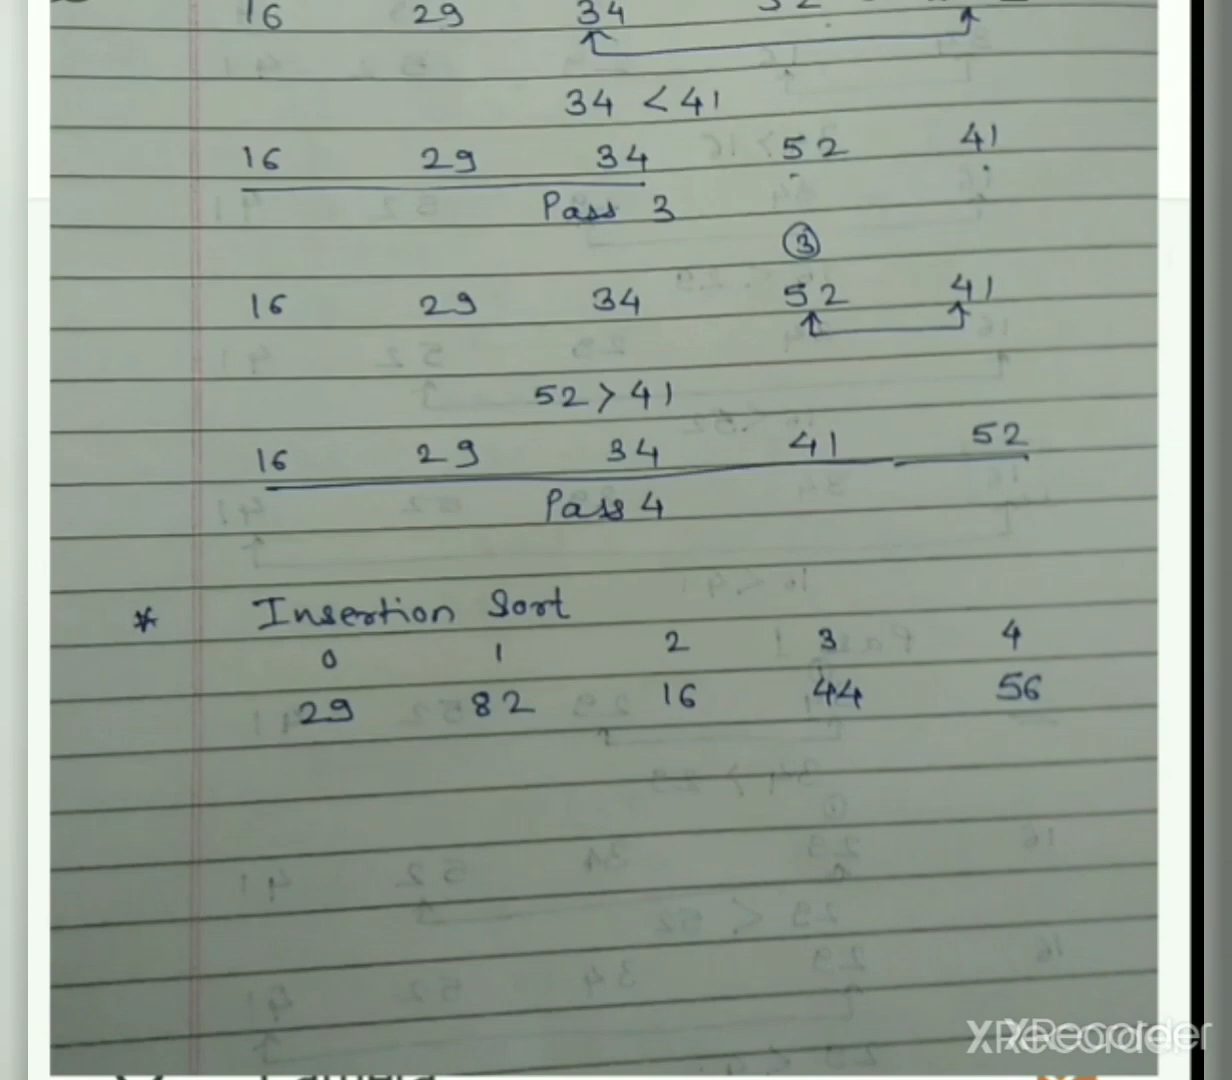 16 29 34
34 < 41
16 29 34 52 41
Pass 3
3
16 29 34 52 41
52 > 41
16 29 34 41 52
Pass 4
* Insertion Sort
0 1 2 3 4
29 82 16 44 56
XRecorder